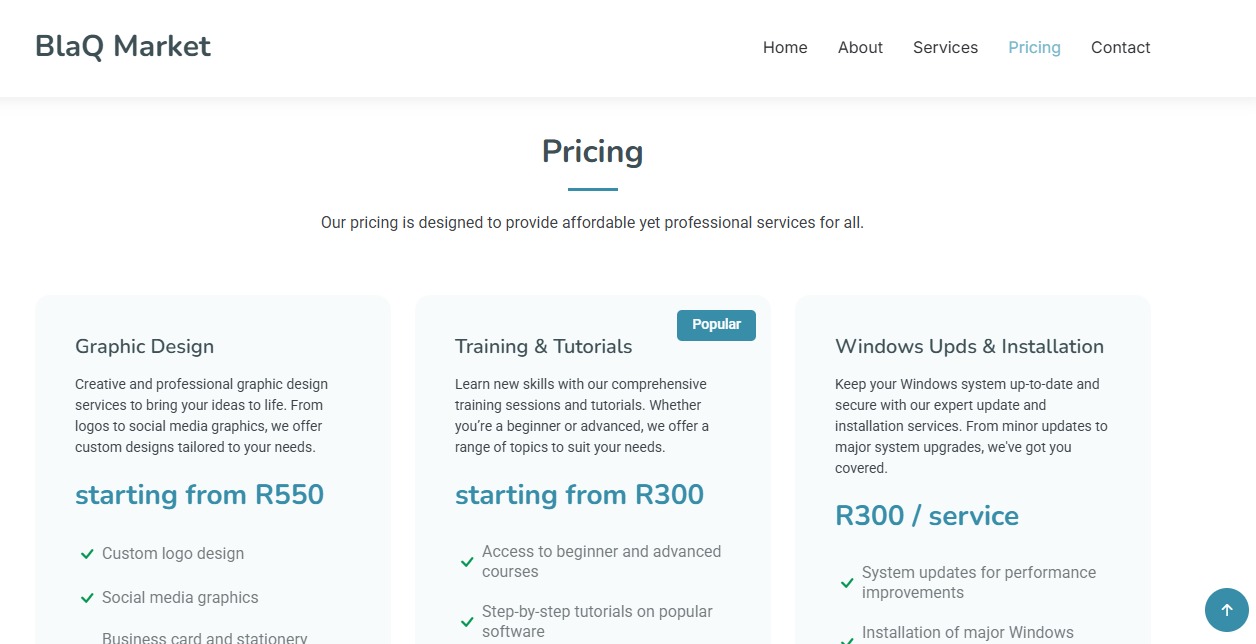 BlaQ Market
Home About Services Pricing Contact
Pricing
Our pricing is designed to provide affordable yet professional services for all.
Graphic Design
Creative and professional graphic design
services to bring your ideas to life. From
logos to social media graphics, we offer
custom designs tailored to your needs.
starting from R550
Custom logo design
Social media graphics
Business card and stationery
Popular
Training & Tutorials
Learn new skills with our comprehensive
training sessions and tutorials. Whether
you're a beginner or advanced, we offer a
range of topics to suit your needs.
starting from R300
Access to beginner and advanced
courses
Step-by-step tutorials on popular
software
Windows Upds & Installation
Keep your Windows system up-to-date and
secure with our expert update and
installation services. From minor updates to
major system upgrades, we've got you
covered.
R300 / service
System updates for performance
improvements
Installation of major Windows